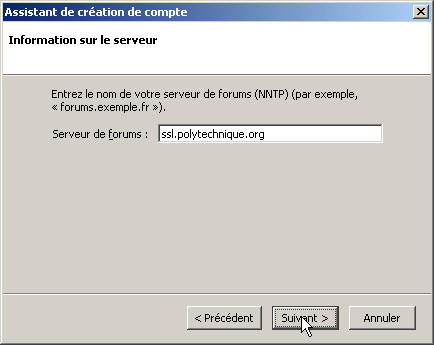 Assistant de création de compte
Information sur le serveur
Entrez le nom de votre serveur de forums (NNTP) (par exemple,
« forums.exemple.fr »).
Serveur de forums : ssl.polytechnique.org
< Précédent Suivant > Annuler